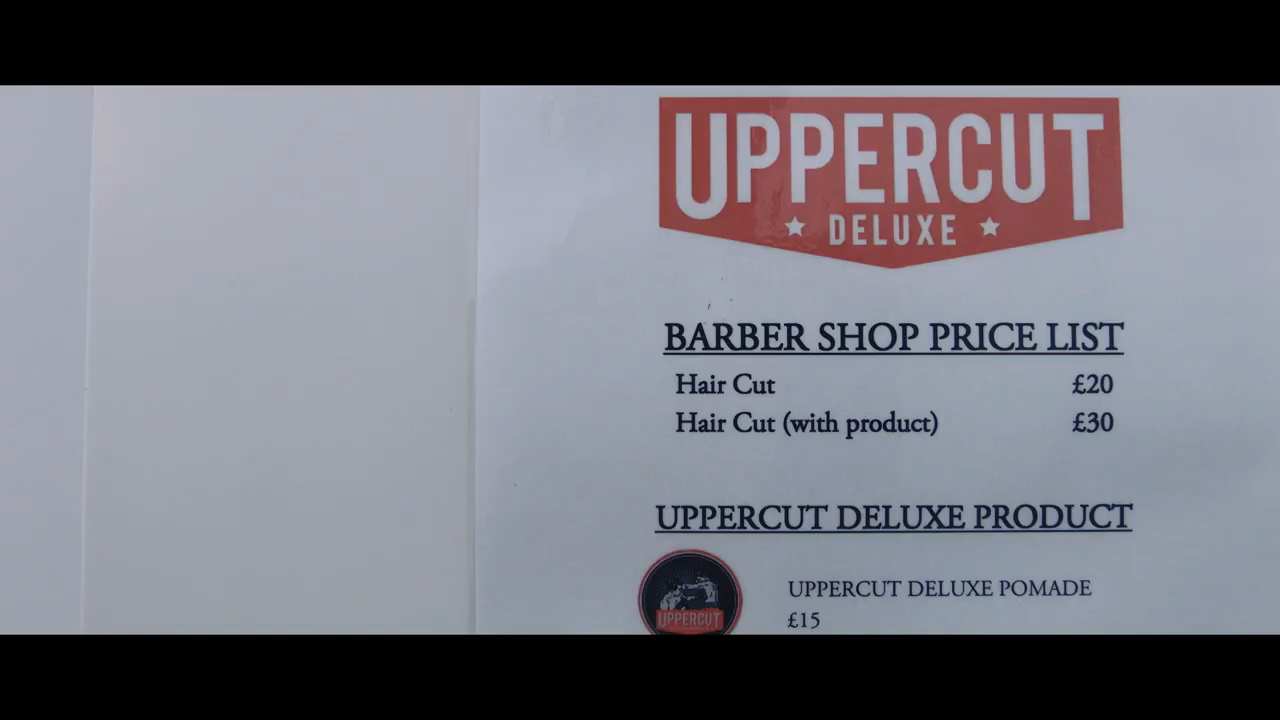 UPPERCUT
DELUXE
BARBER SHOP PRICE LIST
Hair Cut £20
Hair Cut (with product) £30
UPPERCUT DELUXE PRODUCT
UPPERCUT DELUXE POMADE
£15
UPPERCUT